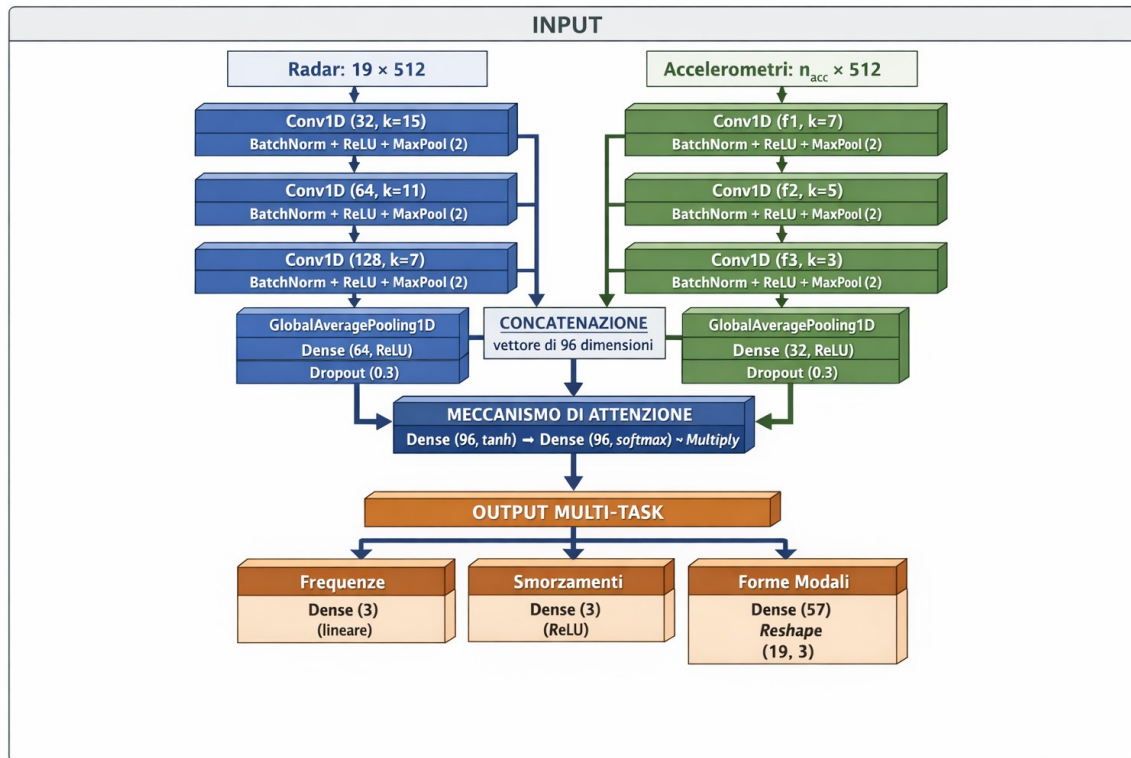 INPUT
Radar: 19 × 512
Conv1D (32, k=15)
BatchNorm + ReLU + MaxPool (2)
Conv1D (64, k=11)
BatchNorm + ReLU + MaxPool (2)
Conv1D (128, k=7)
BatchNorm + ReLU + MaxPool (2)
GlobalAveragePooling1D
Dense (64, ReLU)
Dropout (0.3)
Accelerometri: n_acc × 512
Conv1D (f1, k=7)
BatchNorm + ReLU + MaxPool (2)
Conv1D (f2, k=5)
BatchNorm + ReLU + MaxPool (2)
Conv1D (f3, k=3)
BatchNorm + ReLU + MaxPool (2)
GlobalAveragePooling1D
Dense (32, ReLU)
Dropout (0.3)
CONCATENAZIONE
vettore di 96 dimensioni
MECCANISMO DI ATTENZIONE
Dense (96, tanh) → Dense (96, softmax) ~ Multiply
OUTPUT MULTI-TASK
Frequenze
Dense (3)
(lineare)
Smorzamenti
Dense (3)
(ReLU)
Forme Modali
Dense (57)
Reshape
(19, 3)